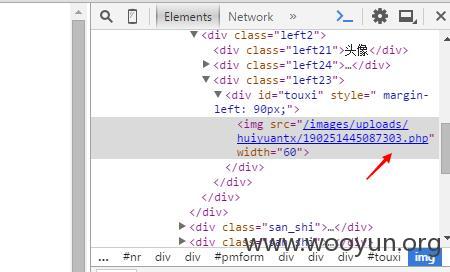 Elements Network »
▼<div class="left2">
<div class="left21">头像</div>
▶<div class="left24">…</div>
▼<div class="left23">
▼<div id="touxi" style=" margin-
left: 90px;">
<img src="/images/uploads/
huiyuantx/190251445087303.php"
width="60">
</div>
</div>
</div>
▶<div class="san_shi">…</div>
▶<div class="san_shi">…</div>
www.wooyun.org
... #nr div #pmform div div div #touxi img